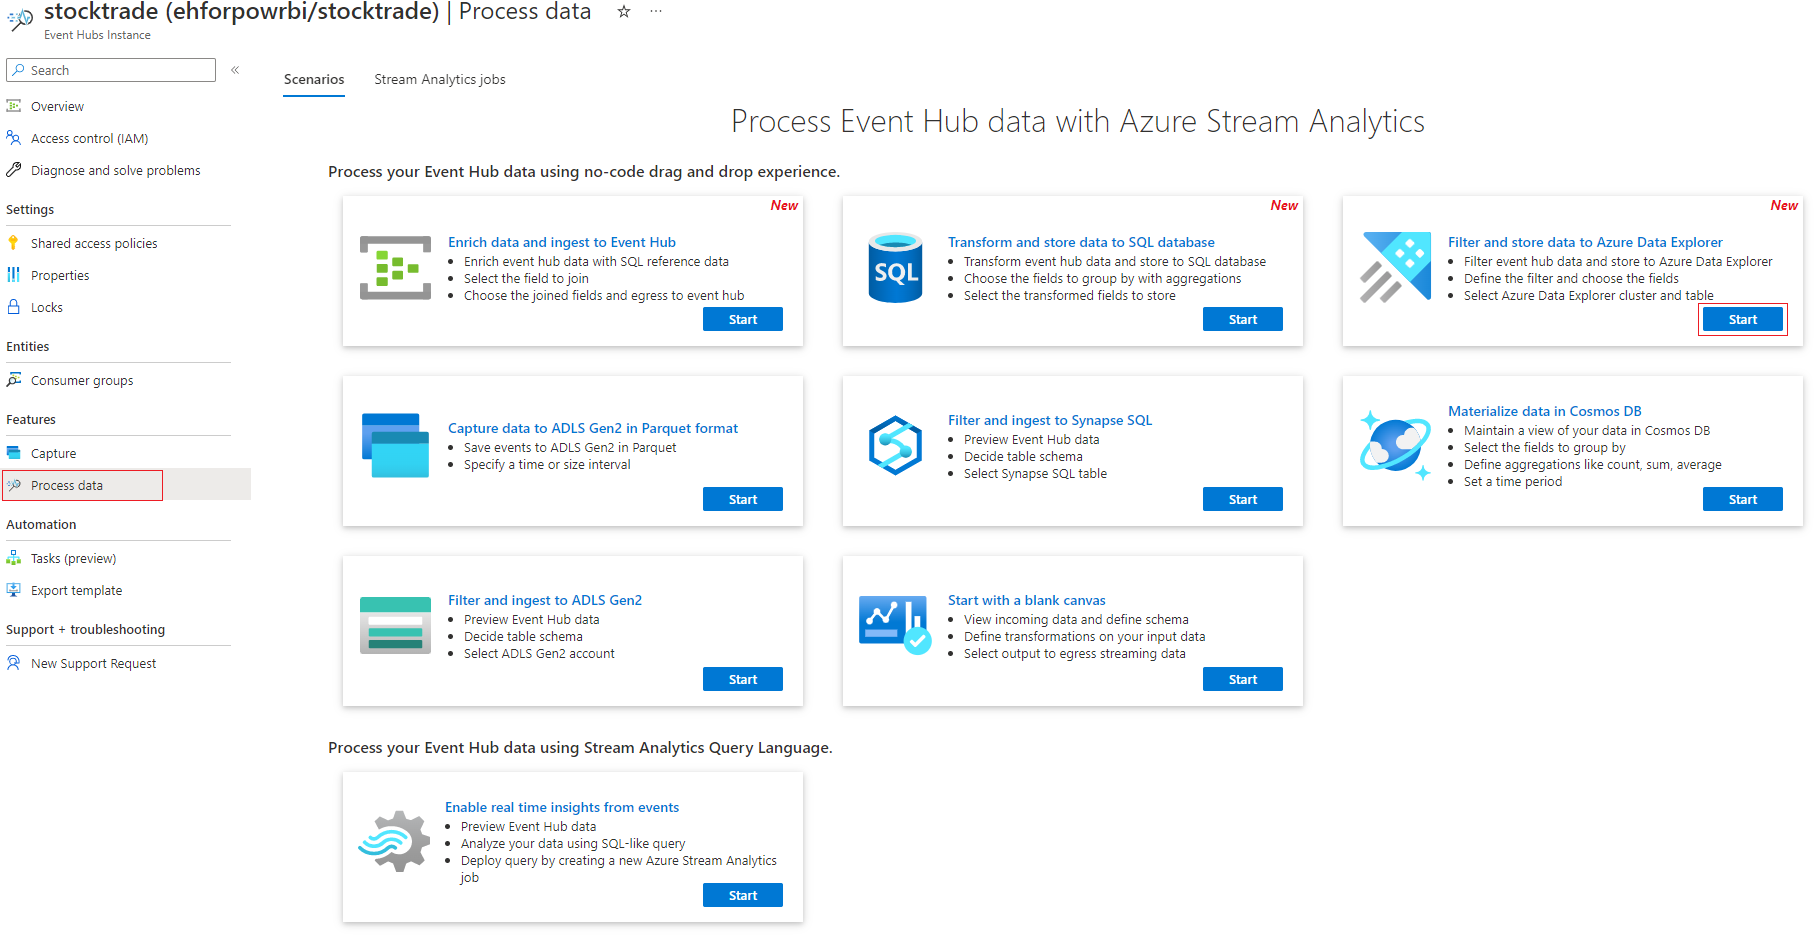 stocktrade (ehforpowrbi/stocktrade) | Process data ☆ ···
Event Hubs Instance
Search «
Overview
Access control (IAM)
Diagnose and solve problems
Settings
Shared access policies
Properties
Locks
Entities
Consumer groups
Features
Capture
Process data
Automation
Tasks (preview)
Export template
Support + troubleshooting
New Support Request
Scenarios Stream Analytics jobs
Process Event Hub data with Azure Stream Analytics
Process your Event Hub data using no-code drag and drop experience.
New
Enrich data and ingest to Event Hub
• Enrich event hub data with SQL reference data
• Select the field to join
• Choose the joined fields and egress to event hub
Start
New
SQL
Transform and store data to SQL database
• Transform event hub data and store to SQL database
• Choose the fields to group by with aggregations
• Select the transformed fields to store
Start
New
Filter and store data to Azure Data Explorer
• Filter event hub data and store to Azure Data Explorer
• Define the filter and choose the fields
• Select Azure Data Explorer cluster and table
Start
Capture data to ADLS Gen2 in Parquet format
• Save events to ADLS Gen2 in Parquet
• Specify a time or size interval
Start
Filter and ingest to Synapse SQL
• Preview Event Hub data
• Decide table schema
• Select Synapse SQL table
Start
Materialize data in Cosmos DB
• Maintain a view of your data in Cosmos DB
• Select the fields to group by
• Define aggregations like count, sum, average
• Set a time period
Start
Filter and ingest to ADLS Gen2
• Preview Event Hub data
• Decide table schema
• Select ADLS Gen2 account
Start
Start with a blank canvas
• View incoming data and define schema
• Define transformations on your input data
• Select output to egress streaming data
Start
Process your Event Hub data using Stream Analytics Query Language.
Enable real time insights from events
• Preview Event Hub data
• Analyze your data using SQL-like query
• Deploy query by creating a new Azure Stream Analytics
job
Start